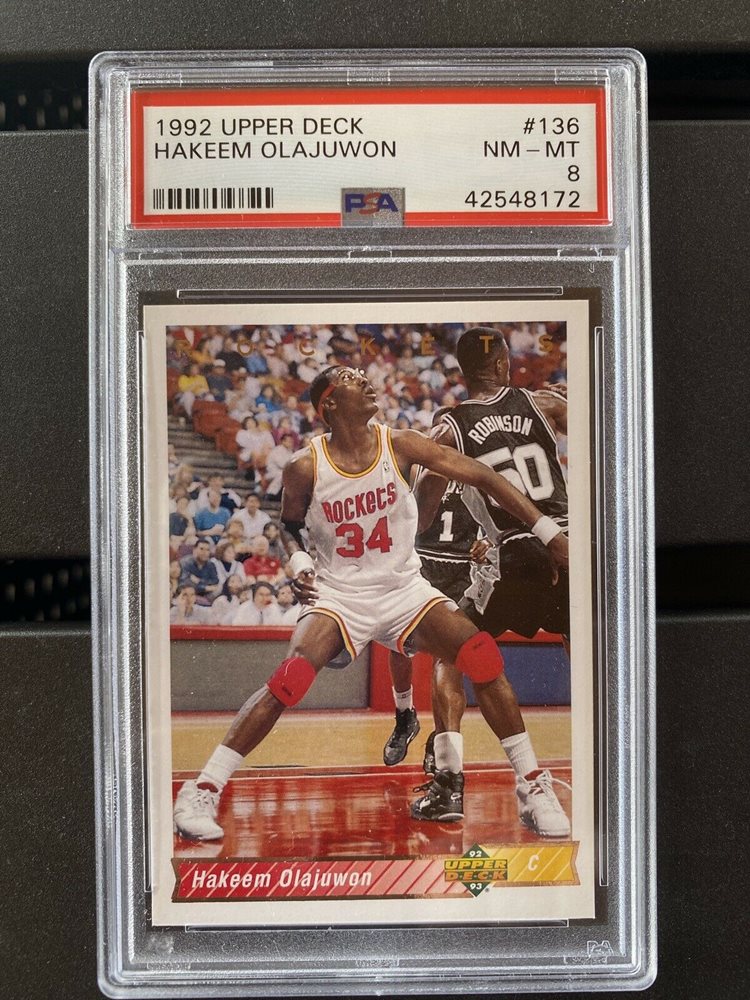 1992 UPPER DECK #136
HAKEEM OLAJUWON NM - MT
8
PSA 42548172
ROCKETS
ROBINSON
50
ROCKETS
34
1
Hakeem Olajuwon
92
UPPER
D·E·C·K
93
C